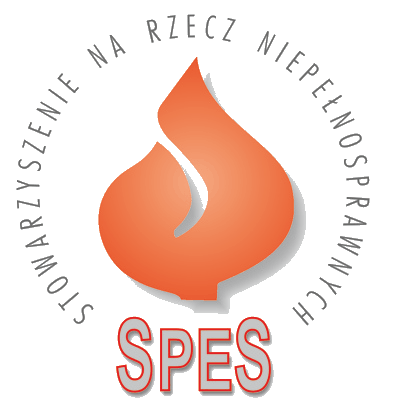 STOWARZYSZENIE NA RZECZ NIEPEŁNOSPRAWNYCH
SPES